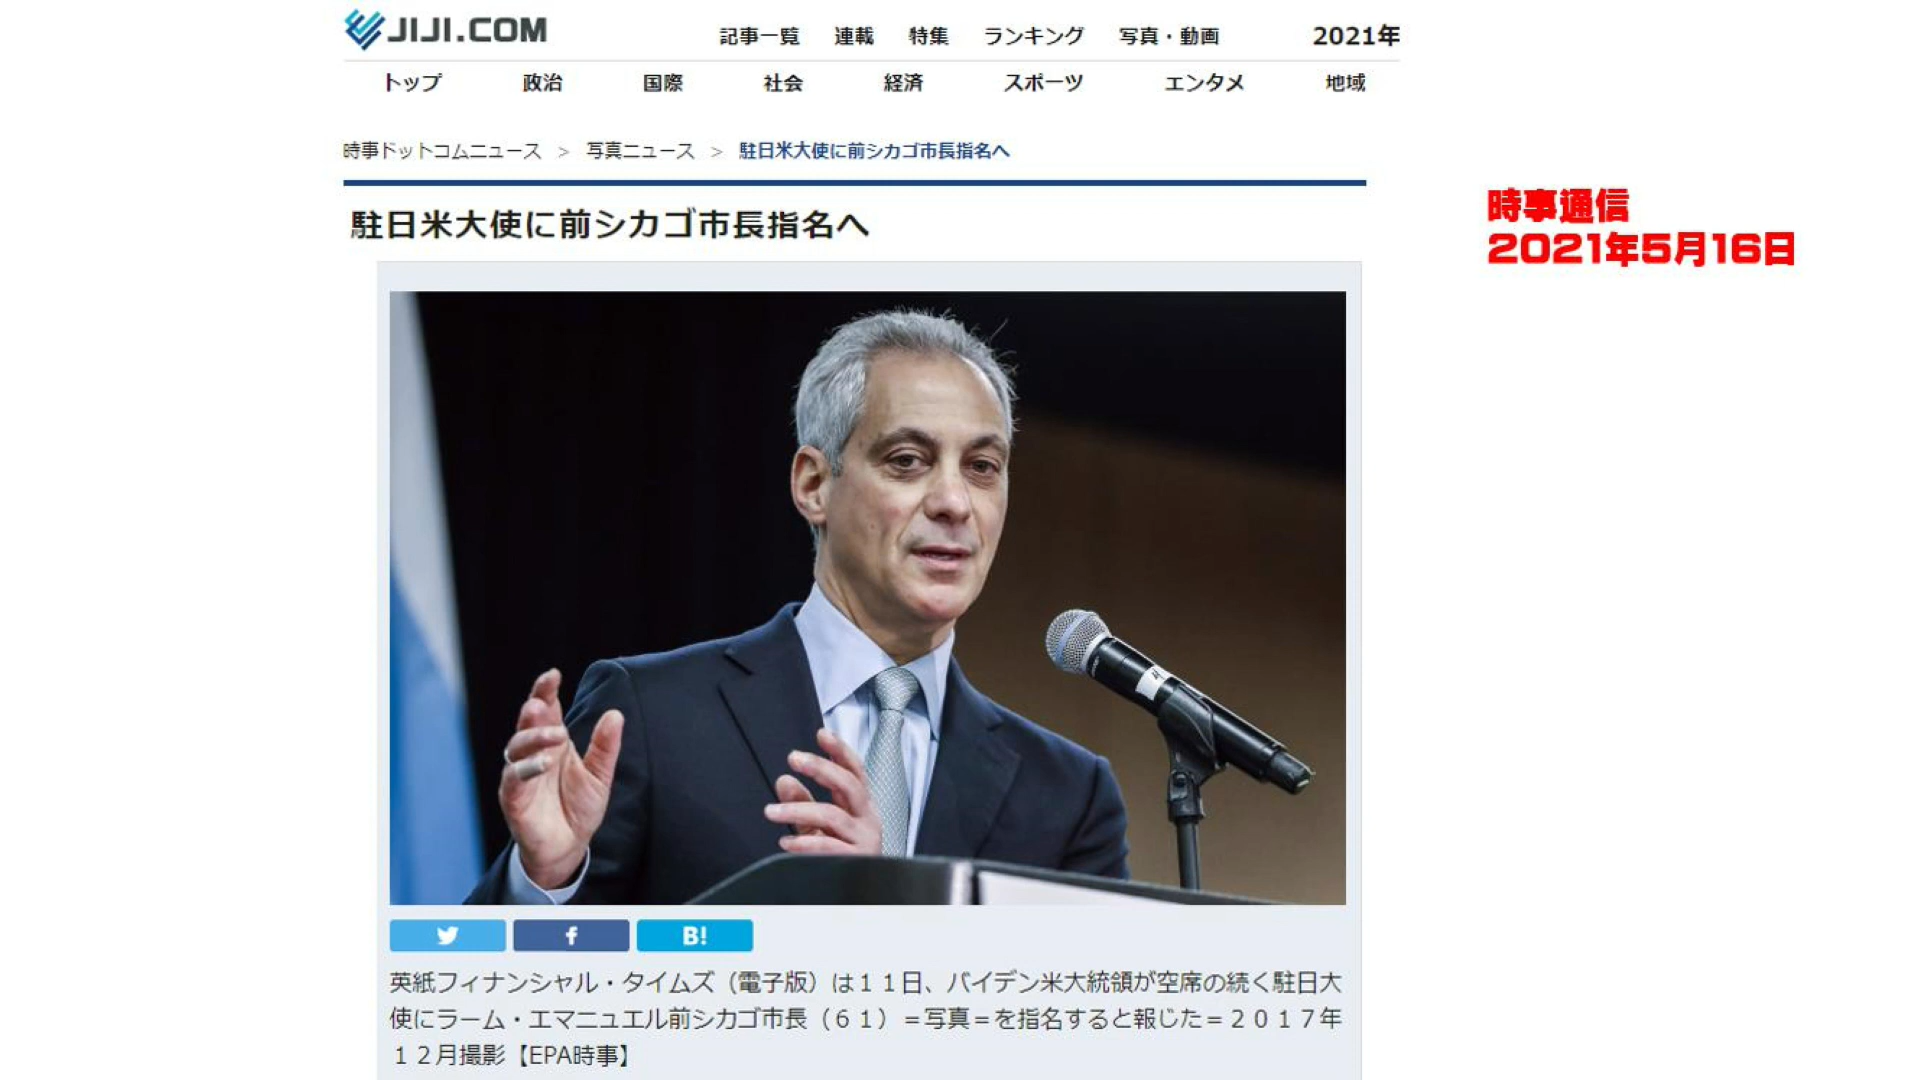 JIJI.COM
記事一覧 連載 特集 ランキング 写真・動画 2021年
トップ 政治 国際 社会 経済 スポーツ エンタメ 地域
時事ドットコムニュース > 写真ニュース > 駐日米大使に前シカゴ市長指名へ
時事通信
2021年5月16日
駐日米大使に前シカゴ市長指名へ
B!
英紙フィナンシャル・タイムズ（電子版）は１１日、バイデン米大統領が空席の続く駐日大
使にラーム・エマニュエル前シカゴ市長（６１）＝写真＝を指名すると報じた＝２０１７年
１２月撮影【EPA時事】